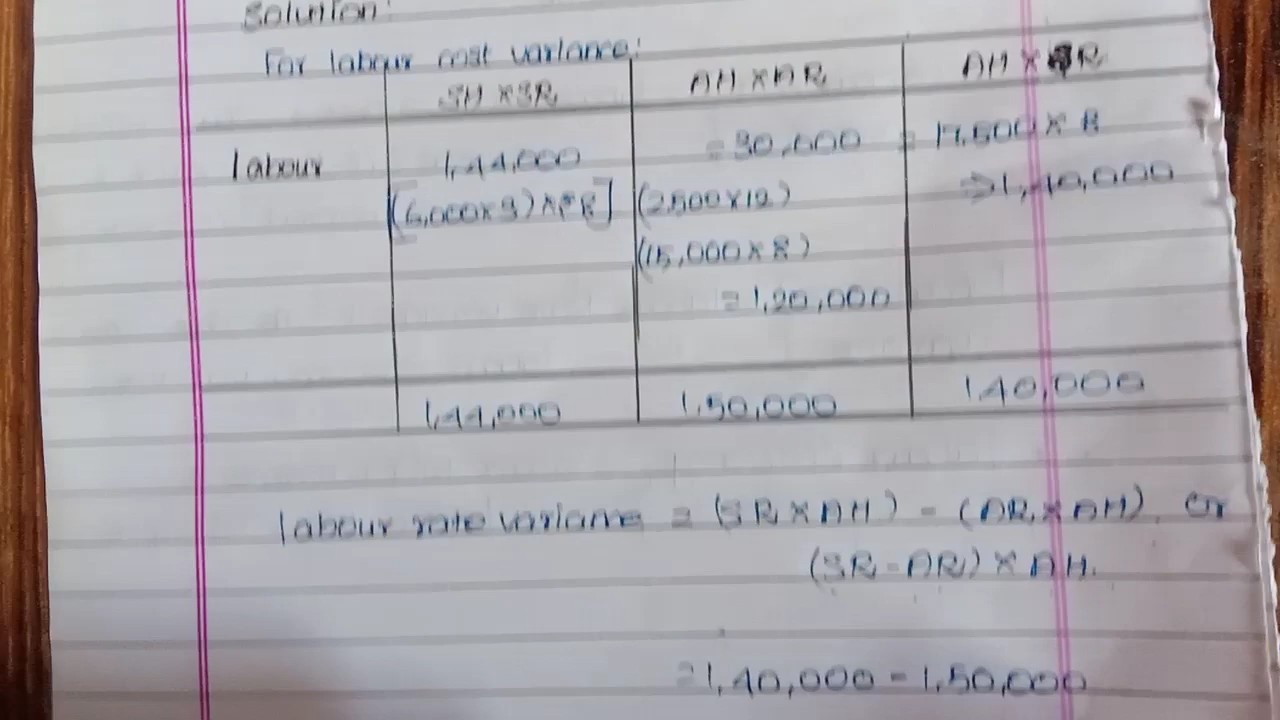 Solution:
For labour cost variance:
SH × SR
AH × AR
AH × SR
labour
1,44,000
= 30,000
= 17,500 × 8
[(6,000×3)×8]
(2500×12)
⇒ 1,40,000
(15,000 × 8)
= 1,20,000
1,44,000
1,50,000
1,40,000
labour rate variance = (SR × AH) - (AR × AH) or
(SR - AR) × AH.
= 1,40,000 - 1,50,000